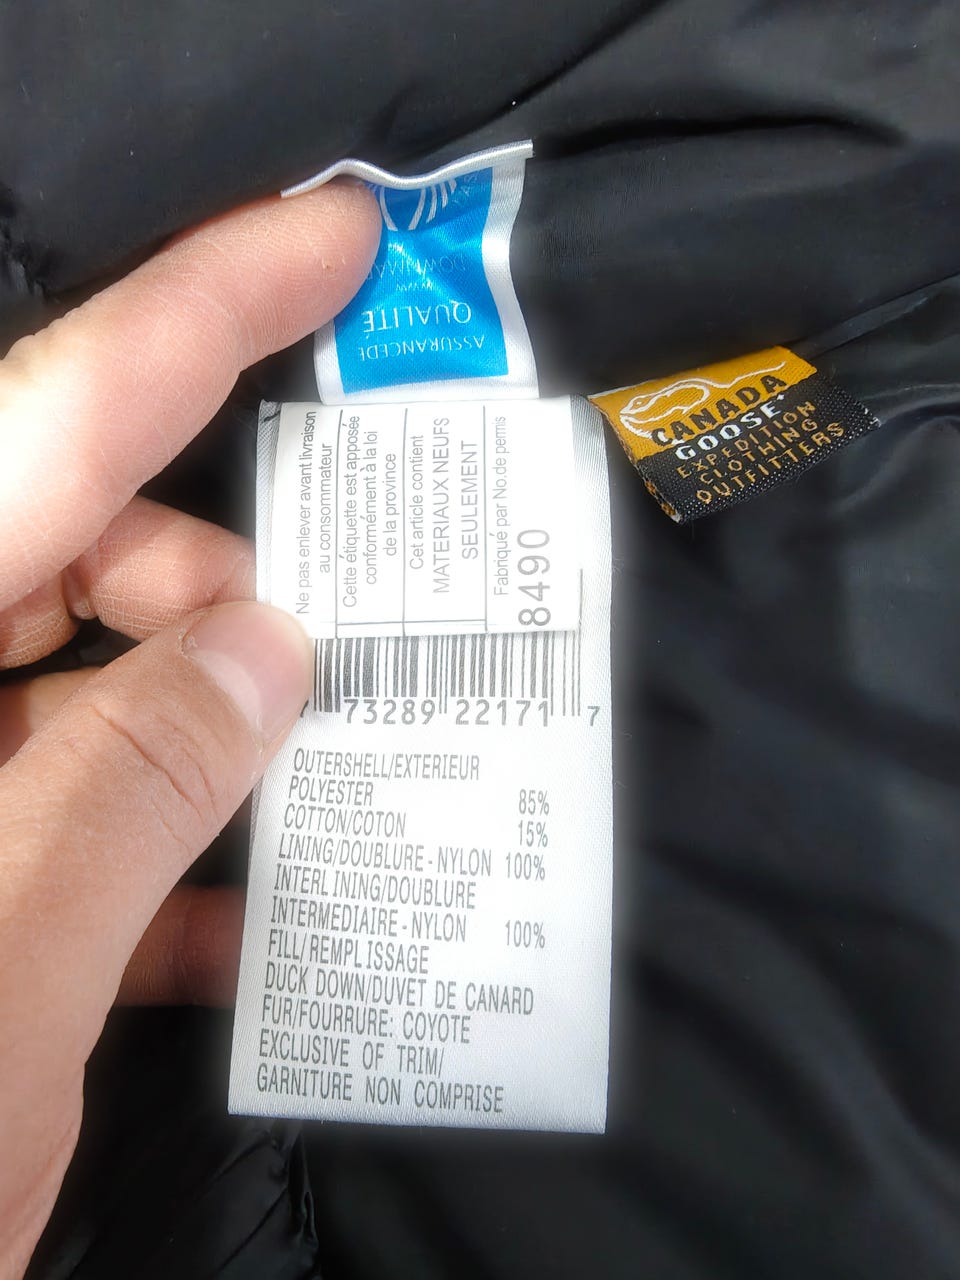 QUALITÉ
ASSURANCEDE
CANADA
GOOSE
EXPEDITION
CLOTHING
OUTFITTERS
Ne pas enlever avant livraison
au consommateur
Cette étiquette est apposée
conformément à la loi
de la province
Cet article contient
MATERIAUX NEUFS
SEULEMENT
Fabriqué par No.de permis
8490
73289 22171 7
OUTERSHELL/EXTERIEUR
POLYESTER 85%
COTTON/COTON 15%
LINING/DOUBLURE-NYLON 100%
INTERLINING/DOUBLURE
INTERMEDIAIRE-NYLON 100%
FILL/REMPLISSAGE
DUCK DOWN/DUVET DE CANARD
FUR/FOURRURE: COYOTE
EXCLUSIVE OF TRIM/
GARNITURE NON COMPRISE